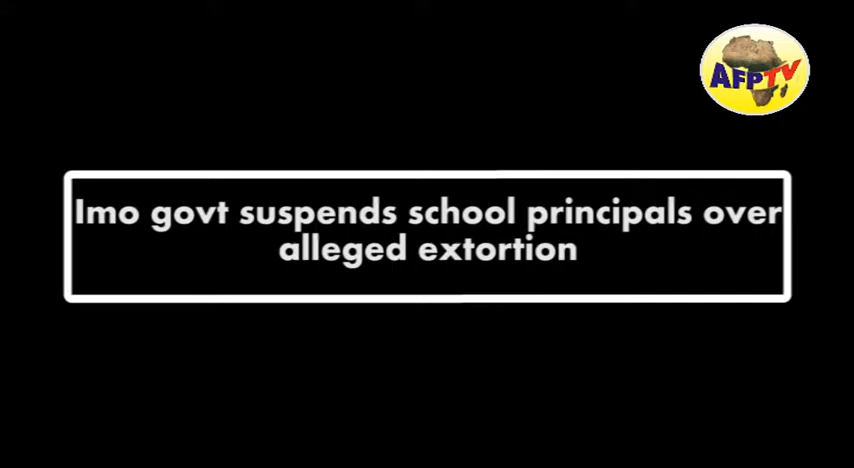 AFPTV
Imo govt suspends school principals over
alleged extortion